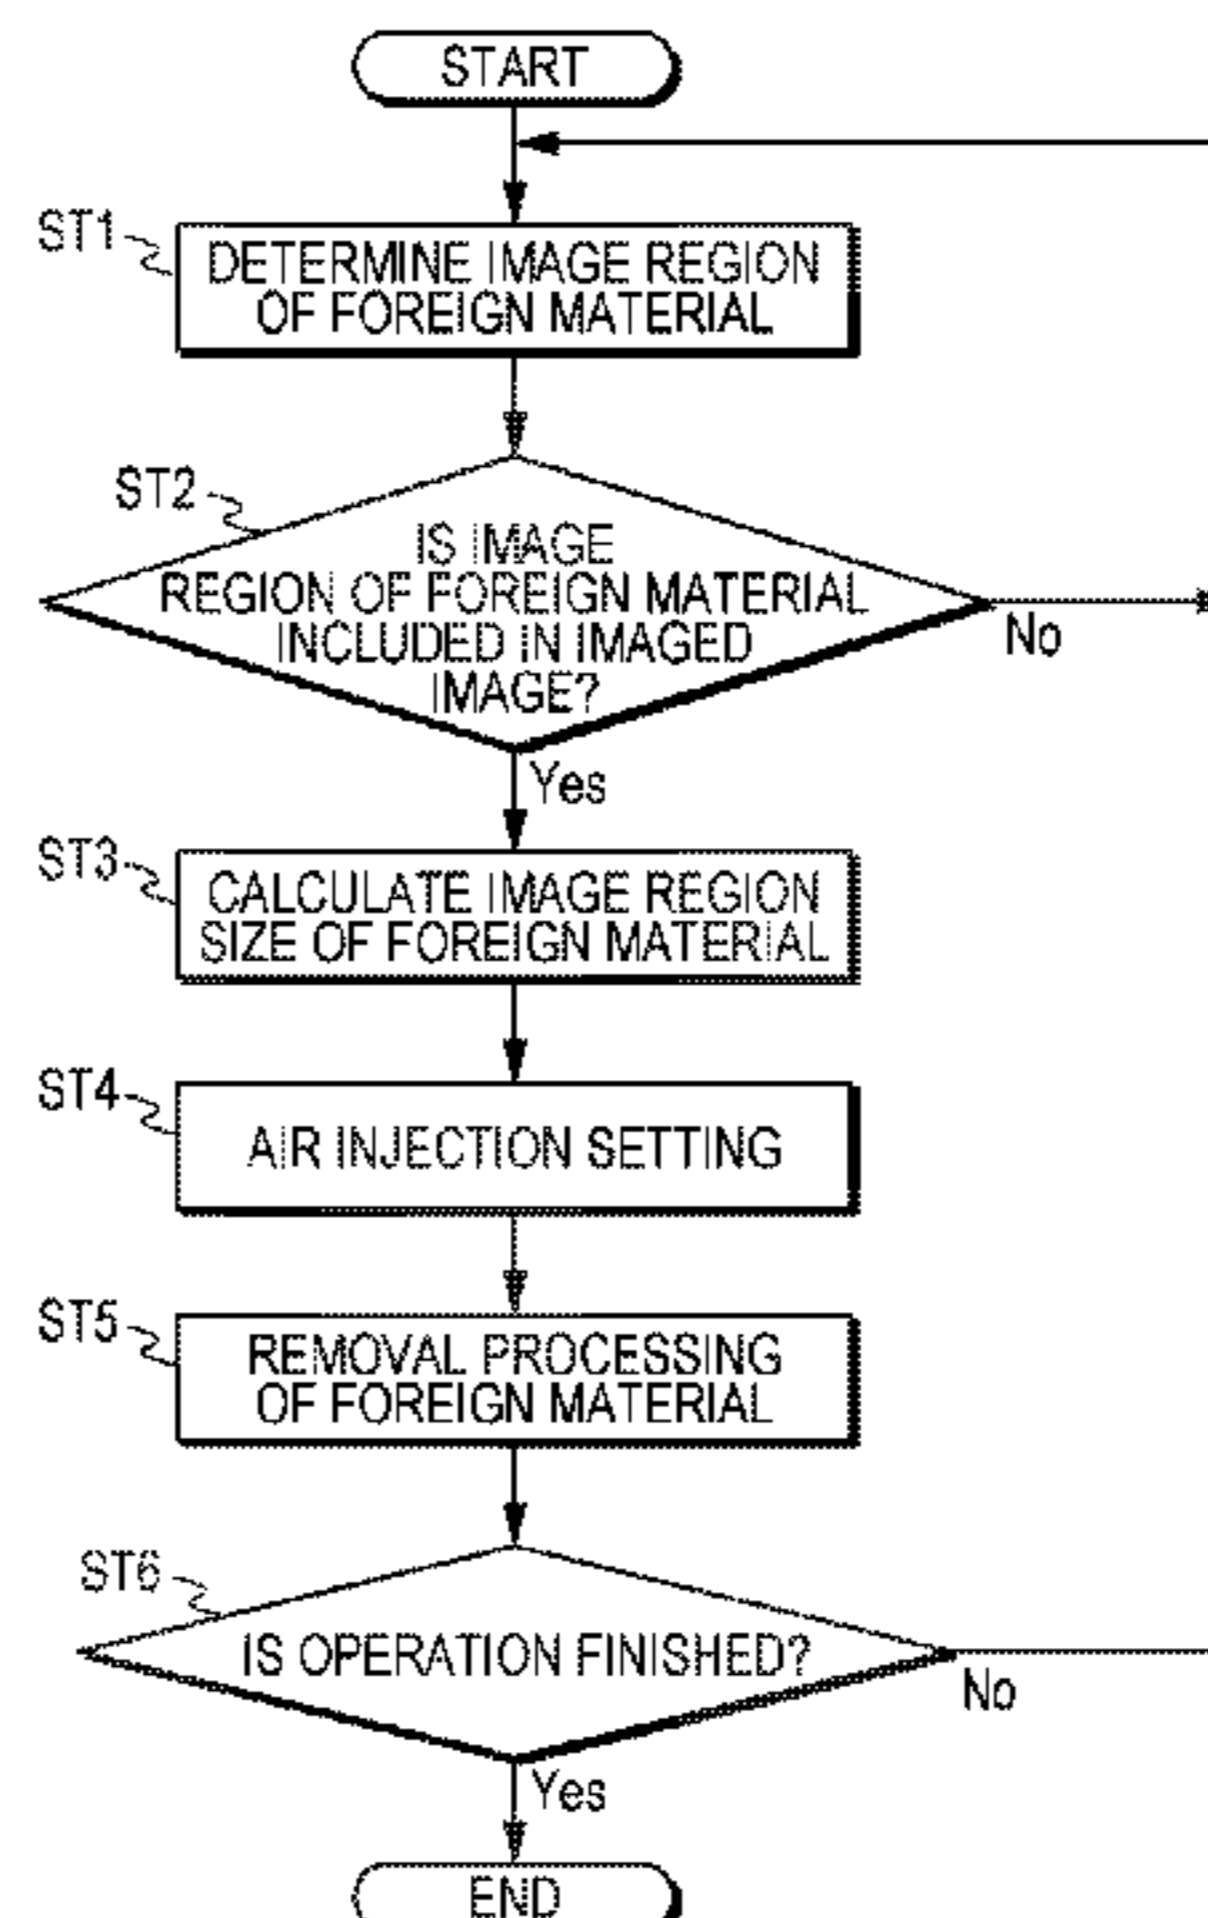 START
ST1
DETERMINE IMAGE REGION
OF FOREIGN MATERIAL
ST2
IS IMAGE
REGION OF FOREIGN MATERIAL
INCLUDED IN IMAGED
IMAGE?
No
Yes
ST3
CALCULATE IMAGE REGION
SIZE OF FOREIGN MATERIAL
ST4
AIR INJECTION SETTING
ST5
REMOVAL PROCESSING
OF FOREIGN MATERIAL
ST6
IS OPERATION FINISHED?
No
Yes
END